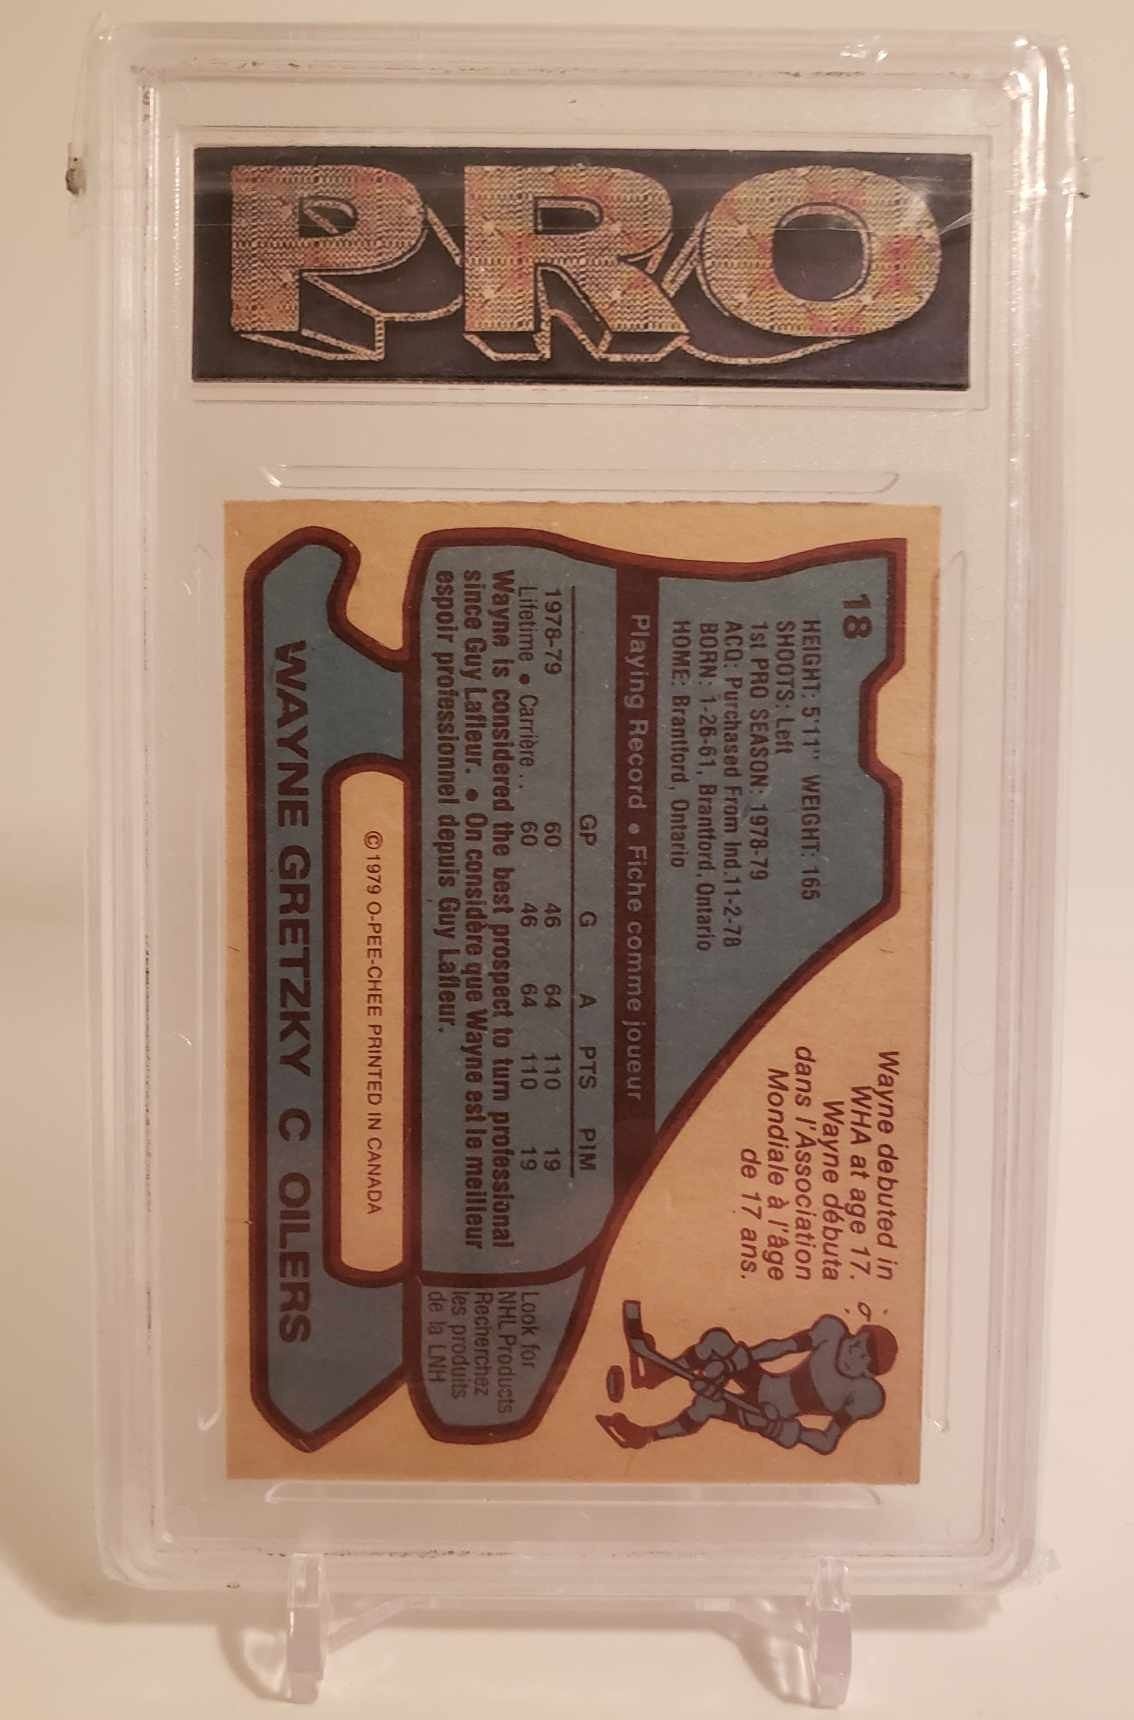 PRO
18
HEIGHT: 5'11" WEIGHT: 165
SHOOTS: Left
1st PRO SEASON: 1978-79
ACQ: Purchased From Ind.11-2-78
BORN: 1-26-61, Brantford, Ontario
HOME: Brantford, Ontario
Wayne debuted in
WHA at age 17.
Wayne débuta
dans l'Association
Mondiale à l'âge
de 17 ans.
Playing Record • Fiche comme joueur
GP G A PTS PIM
1978-79 60 46 64 110 19
Lifetime • Carrière... 60 46 64 110 19
Wayne is considered the best prospect to turn professional
since Guy Lafleur. • On considère que Wayne est le meilleur
espoir professionnel depuis Guy Lafleur.
Look for
NHL Products
Recherchez
les produits
de la LNH
©1979 O-PEE-CHEE PRINTED IN CANADA
WAYNE GRETZKY C OILERS